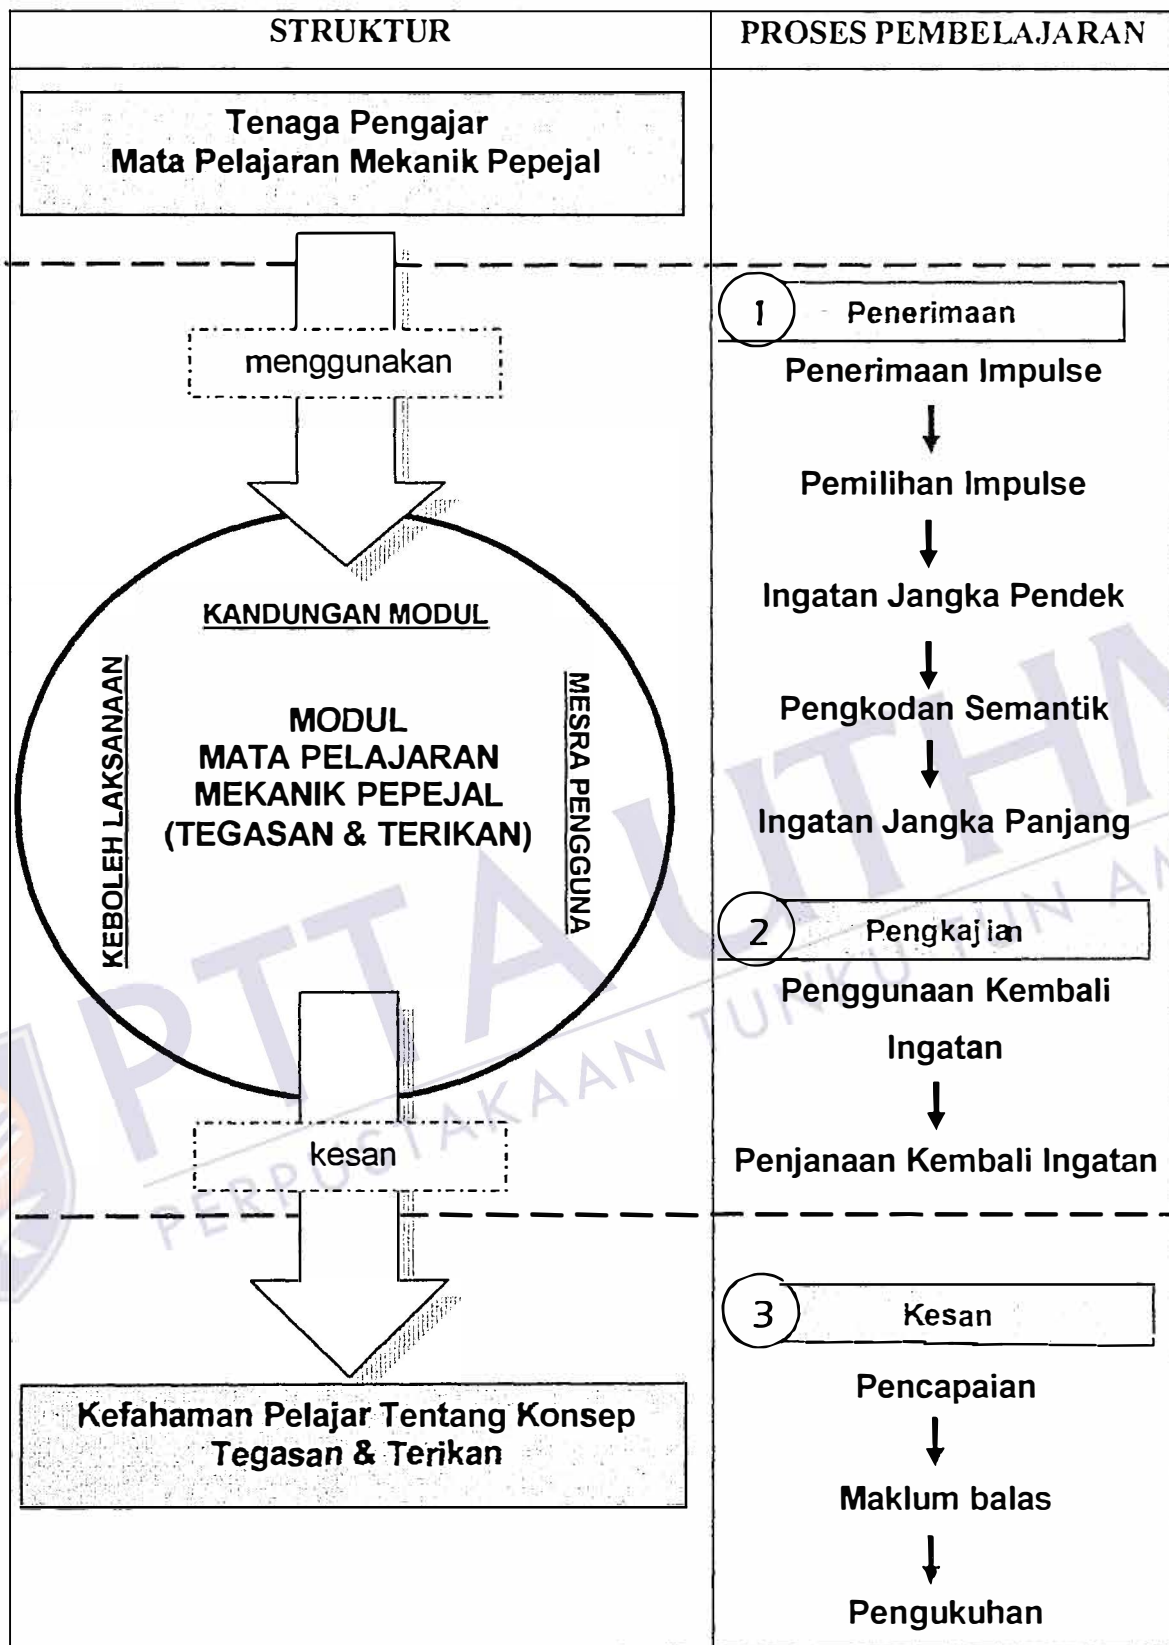 STRUKTUR
PROSES PEMBELAJARAN
Tenaga Pengajar
Mata Pelajaran Mekanik Pepejal
menggunakan
KANDUNGAN MODUL
KEBOLEH LAKSANAAN
MODUL
MATA PELAJARAN
MEKANIK PEPEJAL
(TEGASAN & TERIKAN)
MESRA PENGGUNA
kesan
Kefahaman Pelajar Tentang Konsep
Tegasan & Terikan
1 Penerimaan
Penerimaan Impulse
Pemilihan Impulse
Ingatan Jangka Pendek
Pengkodan Semantik
Ingatan Jangka Panjang
2 Pengkajian
Penggunaan Kembali
Ingatan
Penjanaan Kembali Ingatan
3 Kesan
Pencapaian
Maklum balas
Pengukuhan
PTTA UTHM
PERPUSTAKAAN TUNKU TUN AM